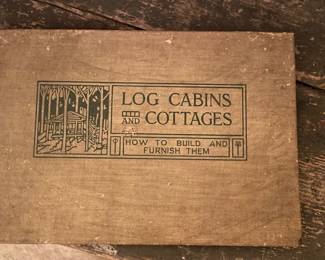 LOG CABINS
AND COTTAGES
HOW TO BUILD AND
FURNISH THEM